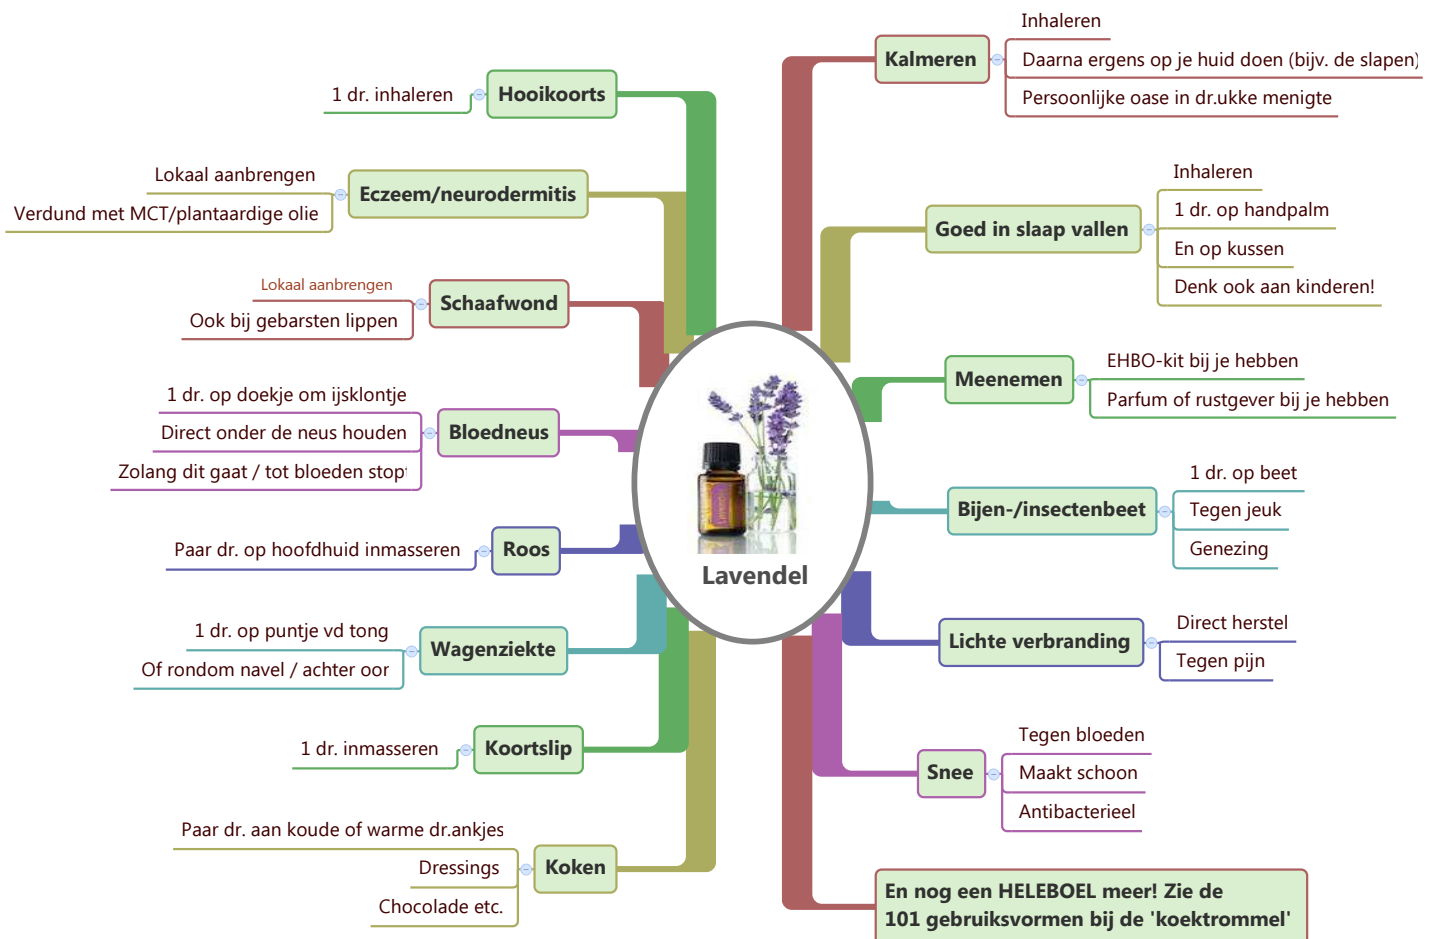 Lavendel
Kalmeren
Inhaleren
Daarna ergens op je huid doen (bijv. de slapen)
Persoonlijke oase in dr.ukke menigte
Goed in slaap vallen
Inhaleren
1 dr. op handpalm
En op kussen
Denk ook aan kinderen!
Meenemen
EHBO-kit bij je hebben
Parfum of rustgever bij je hebben
Bijen-/insectenbeet
1 dr. op beet
Tegen jeuk
Genezing
Lichte verbranding
Direct herstel
Tegen pijn
Snee
Tegen bloeden
Maakt schoon
Antibacterieel
En nog een HELEBOEL meer! Zie de
101 gebruiksvormen bij de 'koektrommel'
Hooikoorts
1 dr. inhaleren
Eczeem/neurodermitis
Lokaal aanbrengen
Verdund met MCT/plantaardige olie
Schaafwond
Lokaal aanbrengen
Ook bij gebarsten lippen
Bloedneus
1 dr. op doekje om ijsklontje
Direct onder de neus houden
Zolang dit gaat / tot bloeden stopt
Roos
Paar dr. op hoofdhuid inmasseren
Wagenziekte
1 dr. op puntje vd tong
Of rondom navel / achter oor
Koortslip
1 dr. inmasseren
Koken
Paar dr. aan koude of warme dr.ankjes
Dressings
Chocolade etc.